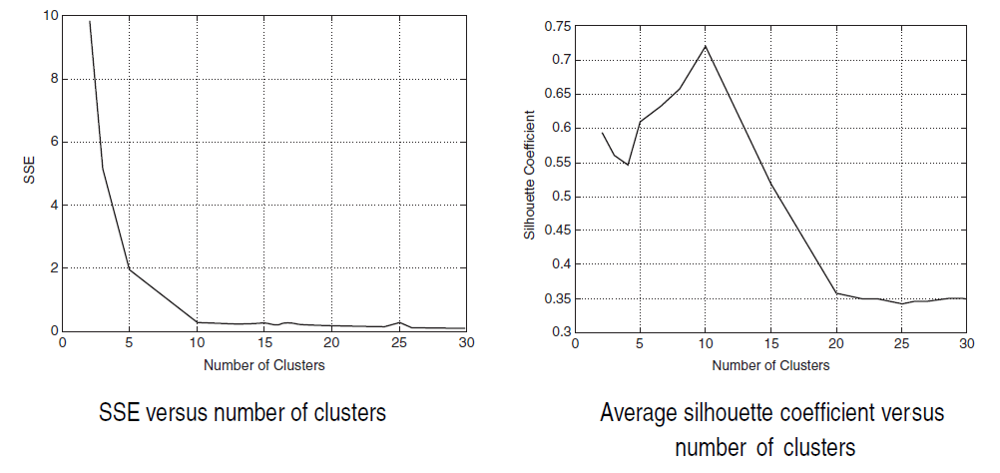 10
8
6
4
2
0
SSE
0 5 10 15 20 25 30
Number of Clusters
SSE versus number of clusters
0.75
0.7
0.65
0.6
0.55
0.5
0.45
0.4
0.35
0.3
Silhouette Coefficient
0 5 10 15 20 25 30
Number of Clusters
Average silhouette coefficient versus
number of clusters